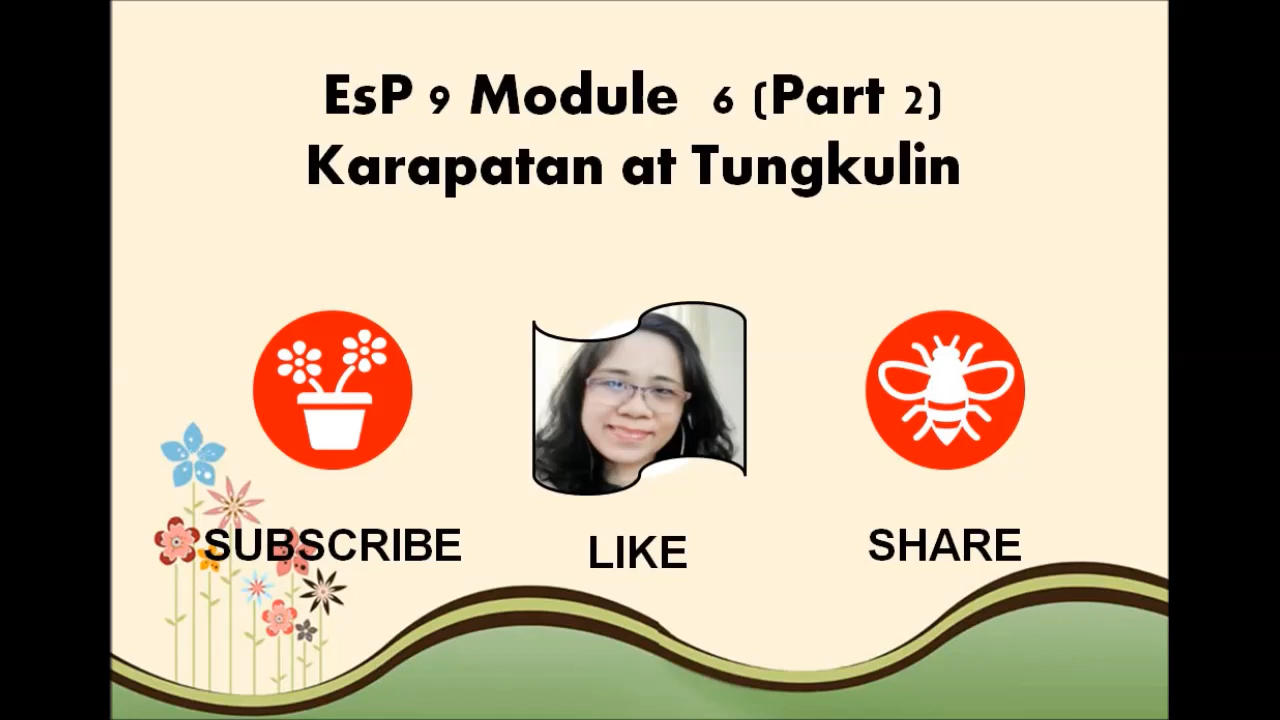 EsP 9 Module 6 (Part 2)
Karapatan at Tungkulin
SUBSCRIBE
LIKE
SHARE